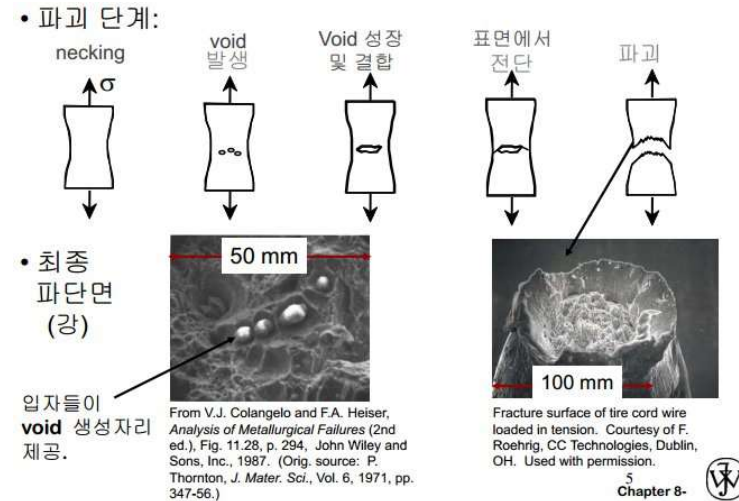 • 파괴 단계:
necking
void
발생
Void 성장
및 결합
표면에서
전단
파괴
σ
• 최종
파단면
(강)
50 mm
100 mm
입자들이
void 생성자리
제공.
From V.J. Colangelo and F.A. Heiser,
Analysis of Metallurgical Failures (2nd
ed.), Fig. 11.28, p. 294, John Wiley and
Sons, Inc., 1987. (Orig. source: P.
Thornton, J. Mater. Sci., Vol. 6, 1971, pp.
347-56.)
Fracture surface of tire cord wire
loaded in tension. Courtesy of F.
Roehrig, CC Technologies, Dublin,
OH. Used with permission.
5
Chapter 8-